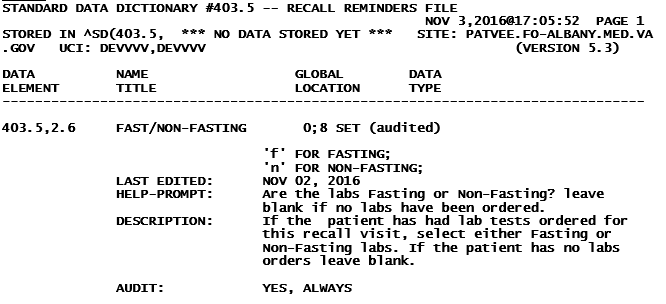 STANDARD DATA DICTIONARY #403.5 -- RECALL REMINDERS FILE
NOV 3,2016@17:05:52 PAGE 1
STORED IN ^SD(403.5, *** NO DATA STORED YET *** SITE: PATVEE.FO-ALBANY.MED.VA
.GOV UCI: DEVVVV,DEVVVV (VERSION 5.3)
DATA NAME GLOBAL DATA
ELEMENT TITLE LOCATION TYPE
-------------------------------------------------------------------------------
403.5,2.6 FAST/NON-FASTING 0;8 SET (audited)
'f' FOR FASTING;
'n' FOR NON-FASTING;
LAST EDITED: NOV 02, 2016
HELP-PROMPT: Are the labs Fasting or Non-Fasting? leave
blank if no labs have been ordered.
DESCRIPTION: If the patient has had lab tests ordered for
this recall visit, select either Fasting or
Non-Fasting labs. If the patient has no labs
orders leave blank.
AUDIT: YES, ALWAYS